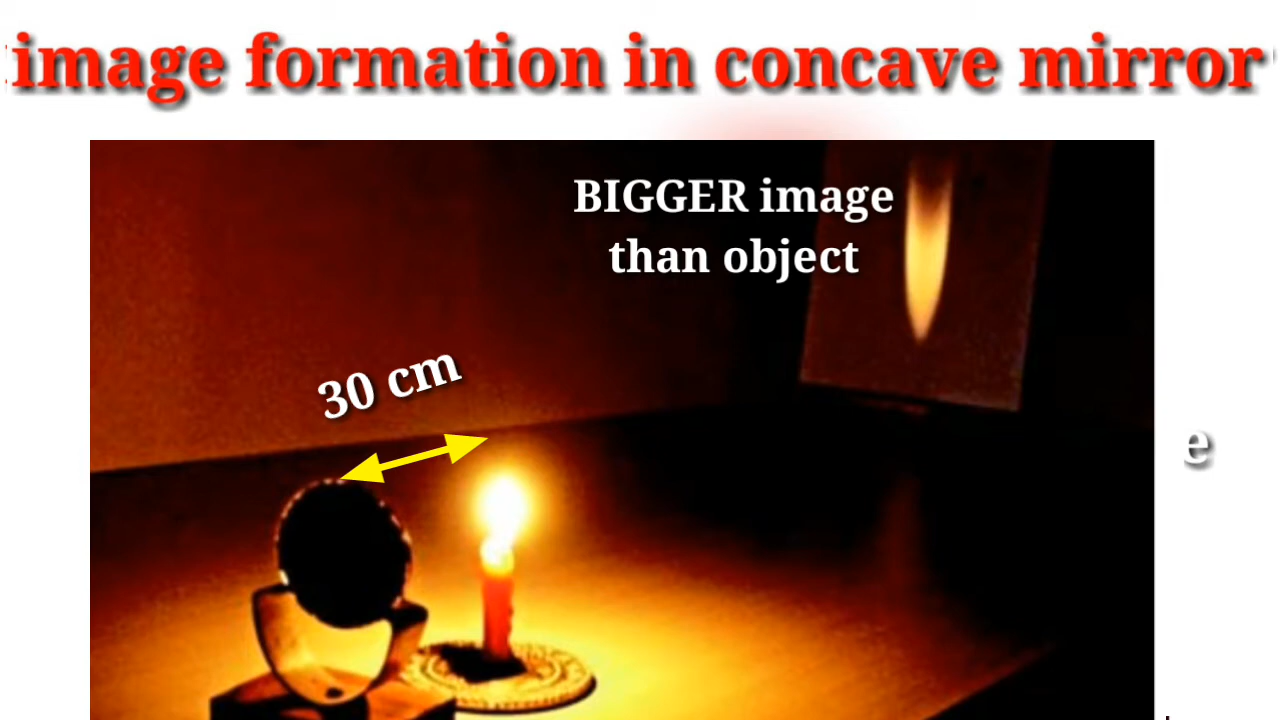 image formation in concave mirror
BIGGER image
than object
30 cm
e